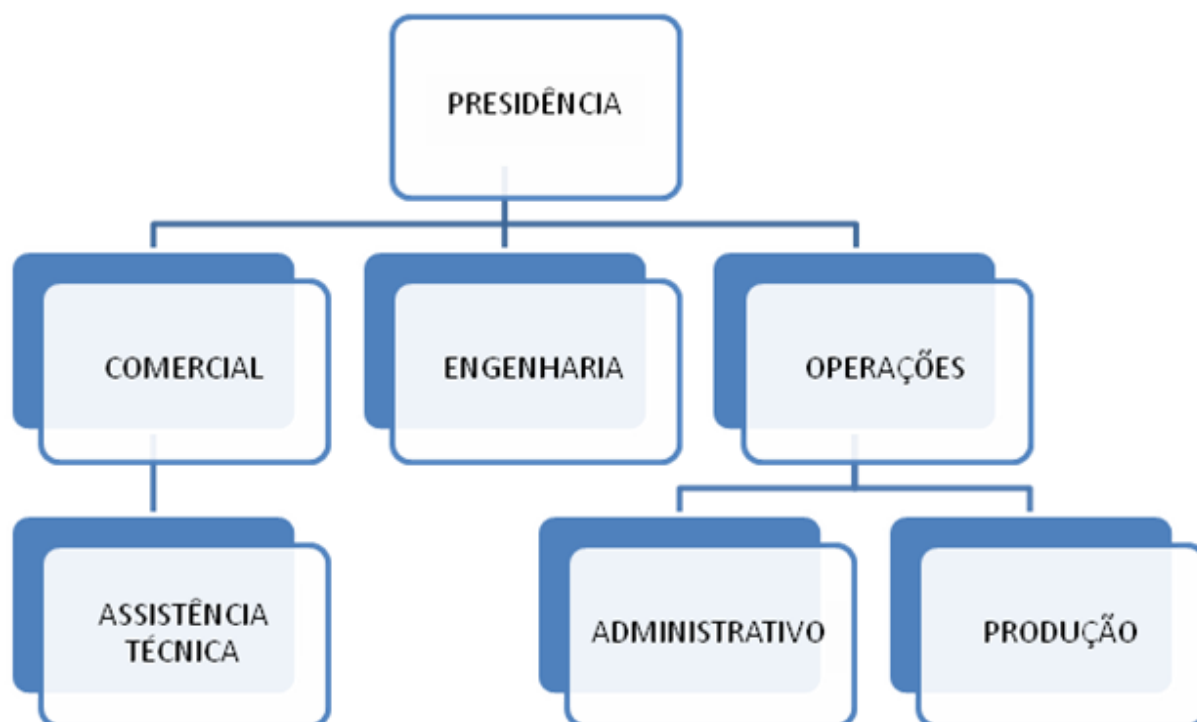 PRESIDÊNCIA
COMERCIAL
ENGENHARIA
OPERAÇÕES
ASSISTÊNCIA
TÉCNICA
ADMINISTRATIVO
PRODUÇÃO